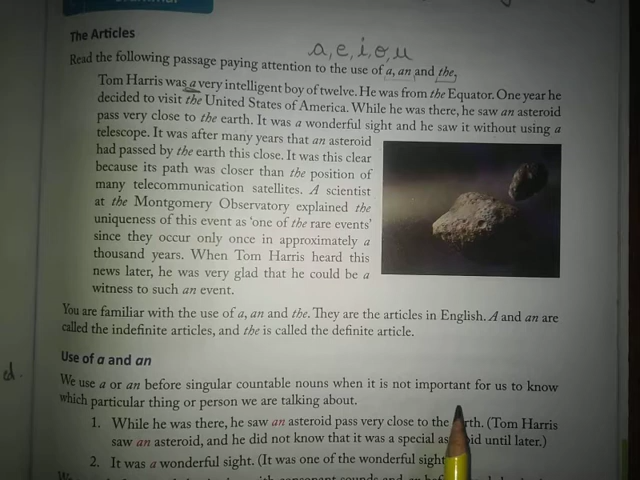 The Articles
a, e, i, o, u
Read the following passage paying attention to the use of a, an and the.
Tom Harris was a very intelligent boy of twelve. He was from the Equator. One year he
decided to visit the United States of America. While he was there, he saw an asteroid
pass very close to the earth. It was a wonderful sight and he saw it without using a
telescope. It was after many years that an asteroid
had passed by the earth this close. It was this clear
because its path was closer than the position of
many telecommunication satellites. A scientist
at the Montgomery Observatory explained the
uniqueness of this event as 'one of the rare events'
since they occur only once in approximately a
thousand years. When Tom Harris heard this
news later, he was very glad that he could be a
witness to such an event.
You are familiar with the use of a, an and the. They are the articles in English. A and an are
called the indefinite articles, and the is called the definite article.
Use of a and an
ed.
We use a or an before singular countable nouns when it is not important for us to know
which particular thing or person we are talking about.
1. While he was there, he saw an asteroid pass very close to the earth. (Tom Harris
saw an asteroid, and he did not know that it was a special asteroid until later.)
2. It was a wonderful sight. (It was one of the wonderful